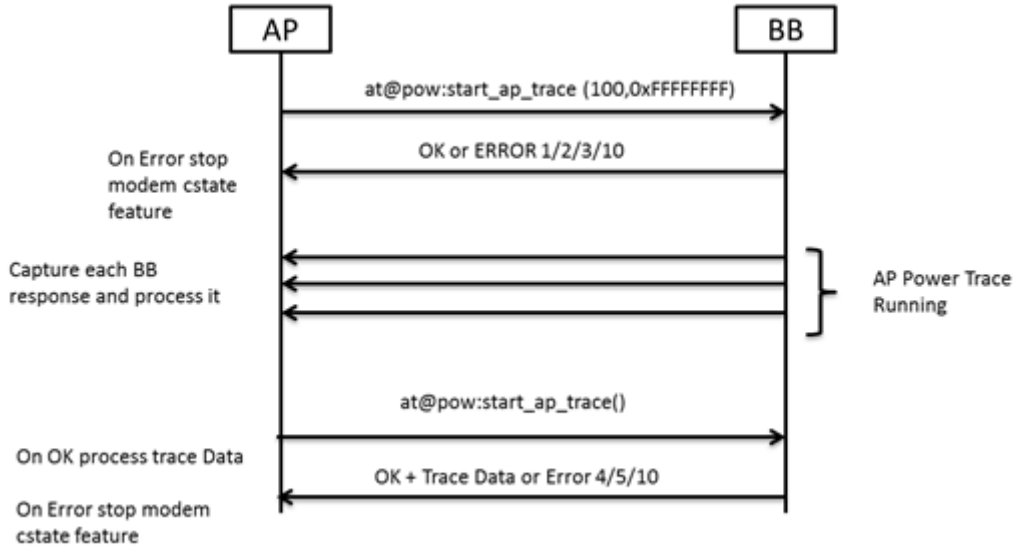 AP
BB
at@pow:start_ap_trace (100,0xFFFFFFFF)
OK or ERROR 1/2/3/10
On Error stop
modem cstate
feature
Capture each BB
response and process it
AP Power Trace
Running
at@pow:start_ap_trace()
On OK process trace Data
OK + Trace Data or Error 4/5/10
On Error stop modem
cstate feature